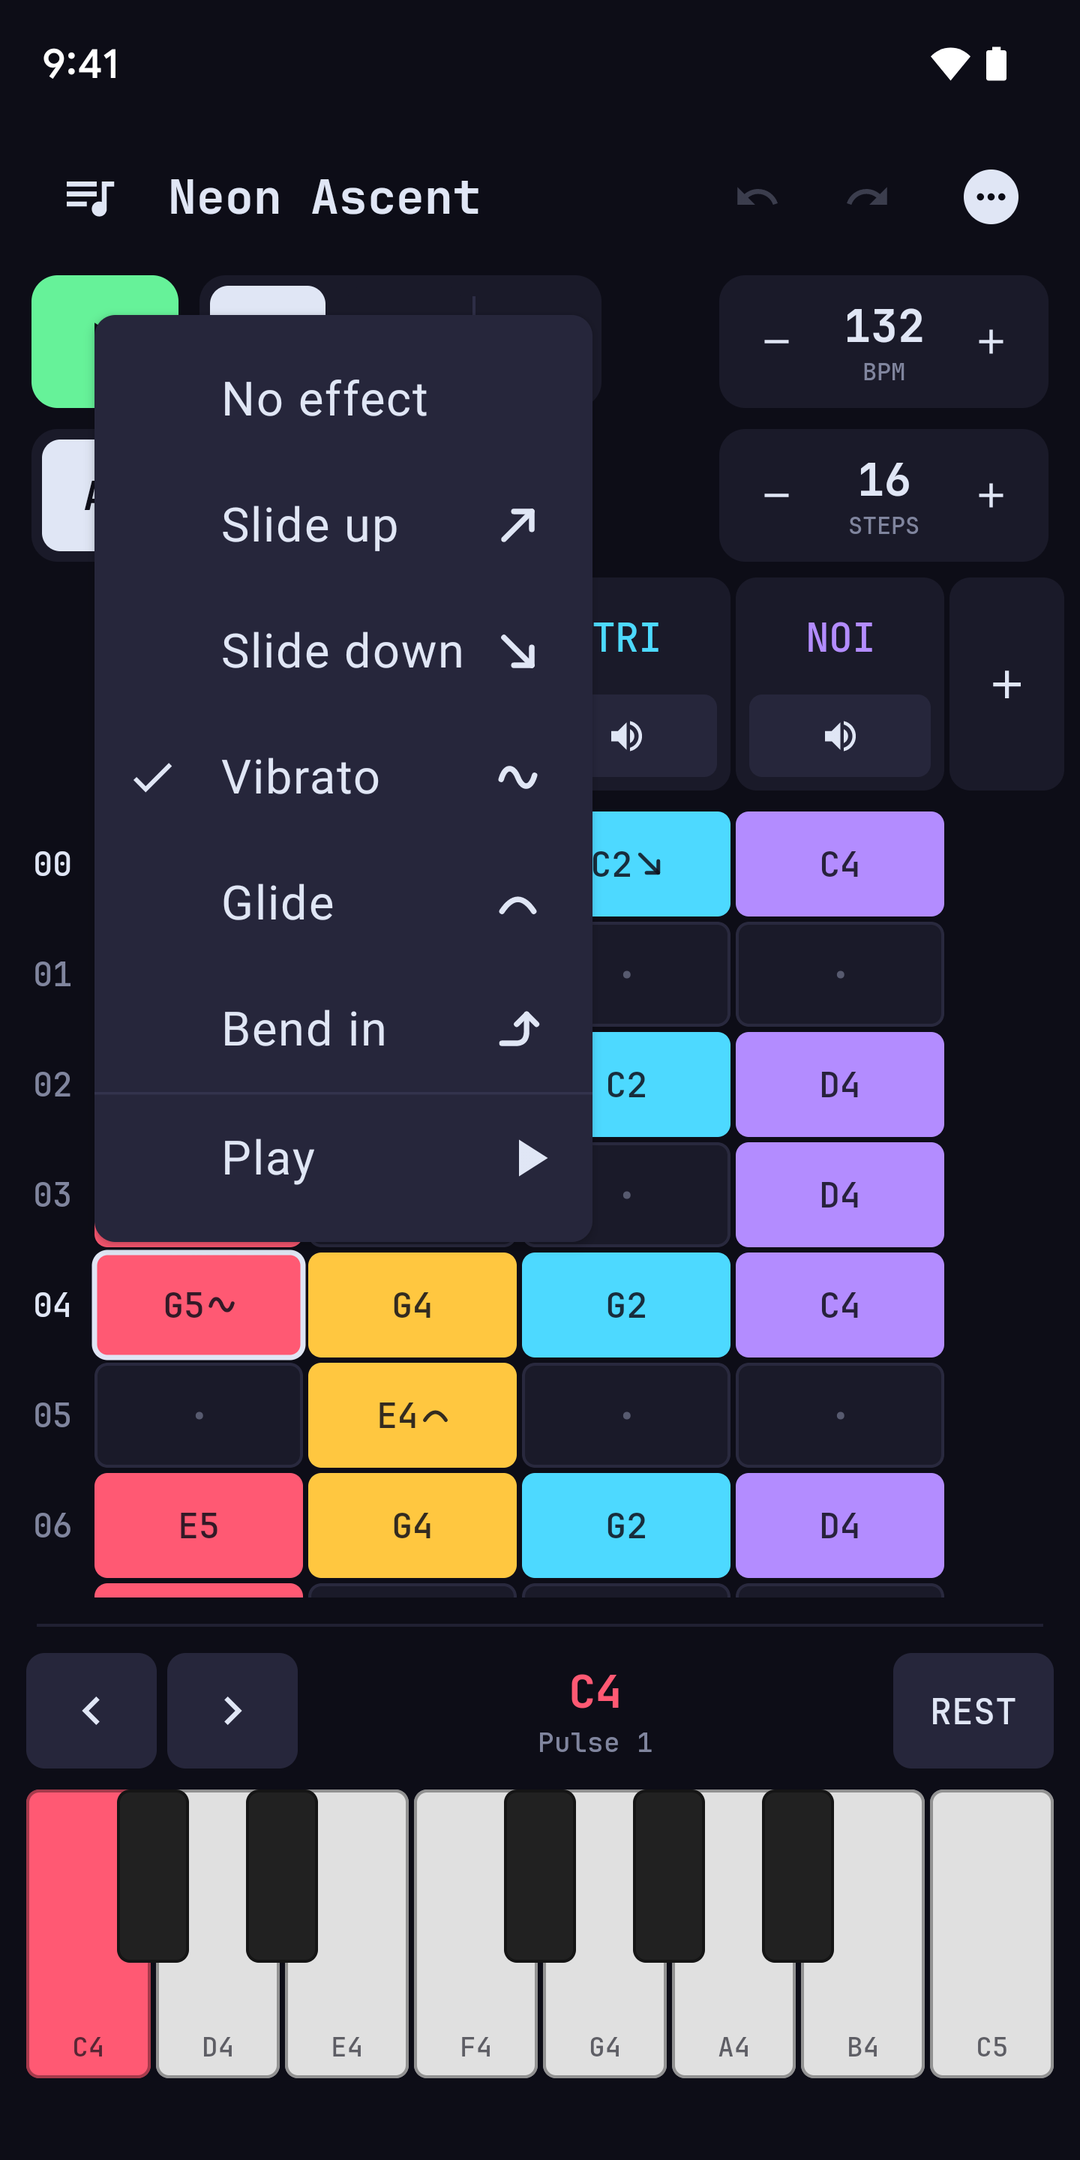 9:41
Neon Ascent
132
BPM
16
STEPS
No effect
Slide up
Slide down
Vibrato
Glide
Bend in
Play
TRI
NOI
00 C2 C4
01
02 C2 D4
03 D4
04 G5 G4 G2 C4
05 E4
06 E5 G4 G2 D4
C4
Pulse 1
REST
C4 D4 E4 F4 G4 A4 B4 C5